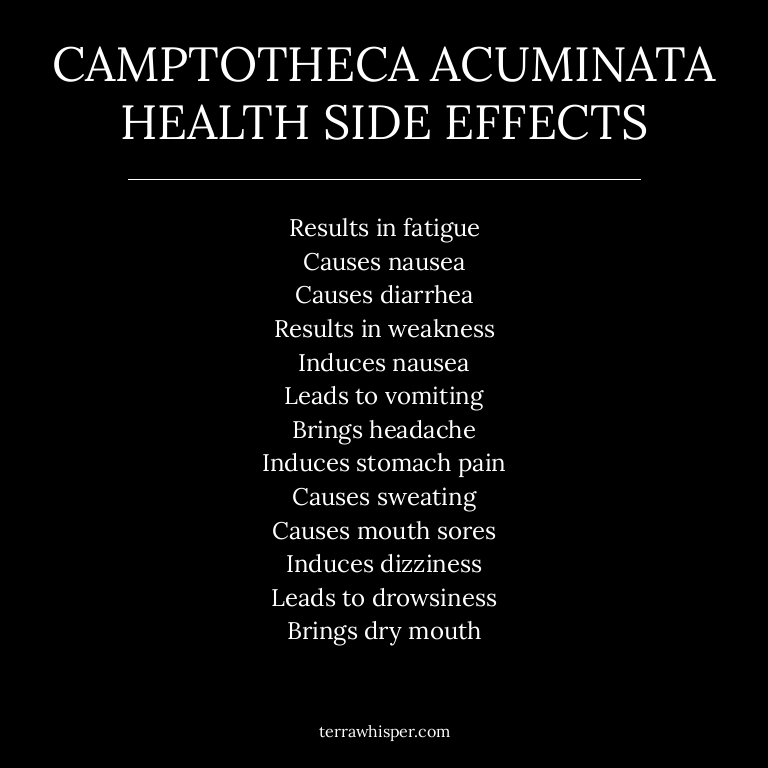 CAMPTOTHECA ACUMINATA
HEALTH SIDE EFFECTS
Results in fatigue
Causes nausea
Causes diarrhea
Results in weakness
Induces nausea
Leads to vomiting
Brings headache
Induces stomach pain
Causes sweating
Causes mouth sores
Induces dizziness
Leads to drowsiness
Brings dry mouth
terrawhisper.com